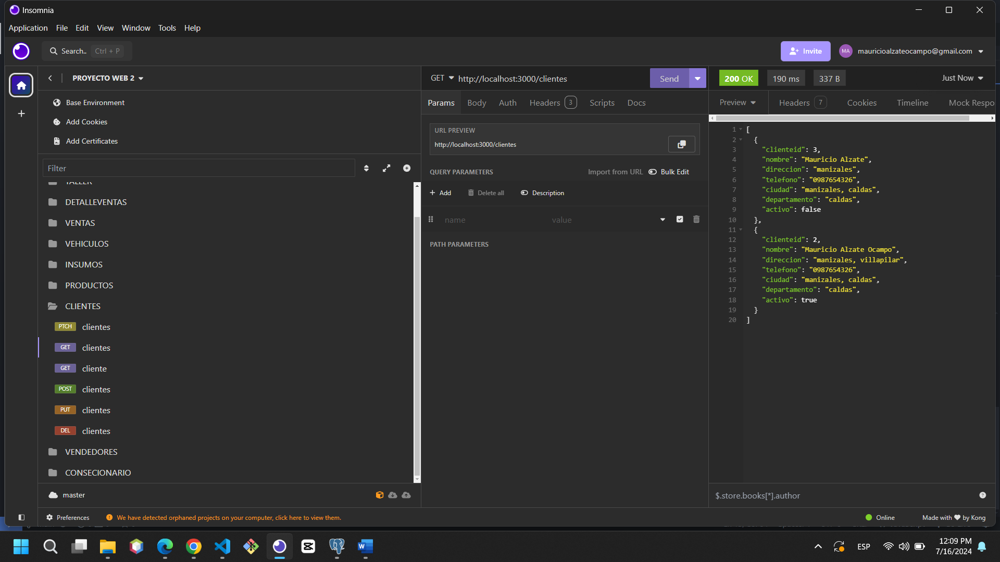 Insomnia
Application File Edit View Window Tools Help
Search.. Ctrl + P
Invite
MA mauricioalzateocampo@gmail.com
PROYECTO WEB 2
Base Environment
Add Cookies
Add Certificates
Filter
TALLER
DETALLEVENTAS
VENTAS
VEHICULOS
INSUMOS
PRODUCTOS
CLIENTES
PTCH clientes
GET clientes
GET cliente
POST clientes
PUT clientes
DEL clientes
VENDEDORES
CONSECIONARIO
master
GET http://localhost:3000/clientes Send
Params Body Auth Headers 3 Scripts Docs
URL PREVIEW
http://localhost:3000/clientes
QUERY PARAMETERS Import from URL Bulk Edit
Add Delete all Description
name value
PATH PARAMETERS
200 OK 190 ms 337 B Just Now
Preview Headers 7 Cookies Timeline Mock Respo
1 [
2 {
3 "clienteid": 3,
4 "nombre": "Mauricio Alzate",
5 "direccion": "manizales",
6 "telefono": "0987654326",
7 "ciudad": "manizales, caldas",
8 "departamento": "caldas",
9 "activo": false
10 },
11 {
12 "clienteid": 2,
13 "nombre": "Mauricio Alzate Ocampo",
14 "direccion": "manizales, villapilar",
15 "telefono": "0987654326",
16 "ciudad": "manizales, caldas",
17 "departamento": "caldas",
18 "activo": true
19 }
20 ]
$.store.books[*].author
Preferences We have detected orphaned projects on your computer, click here to view them.
Online Made with ❤ by Kong
ESP
12:09 PM
7/16/2024